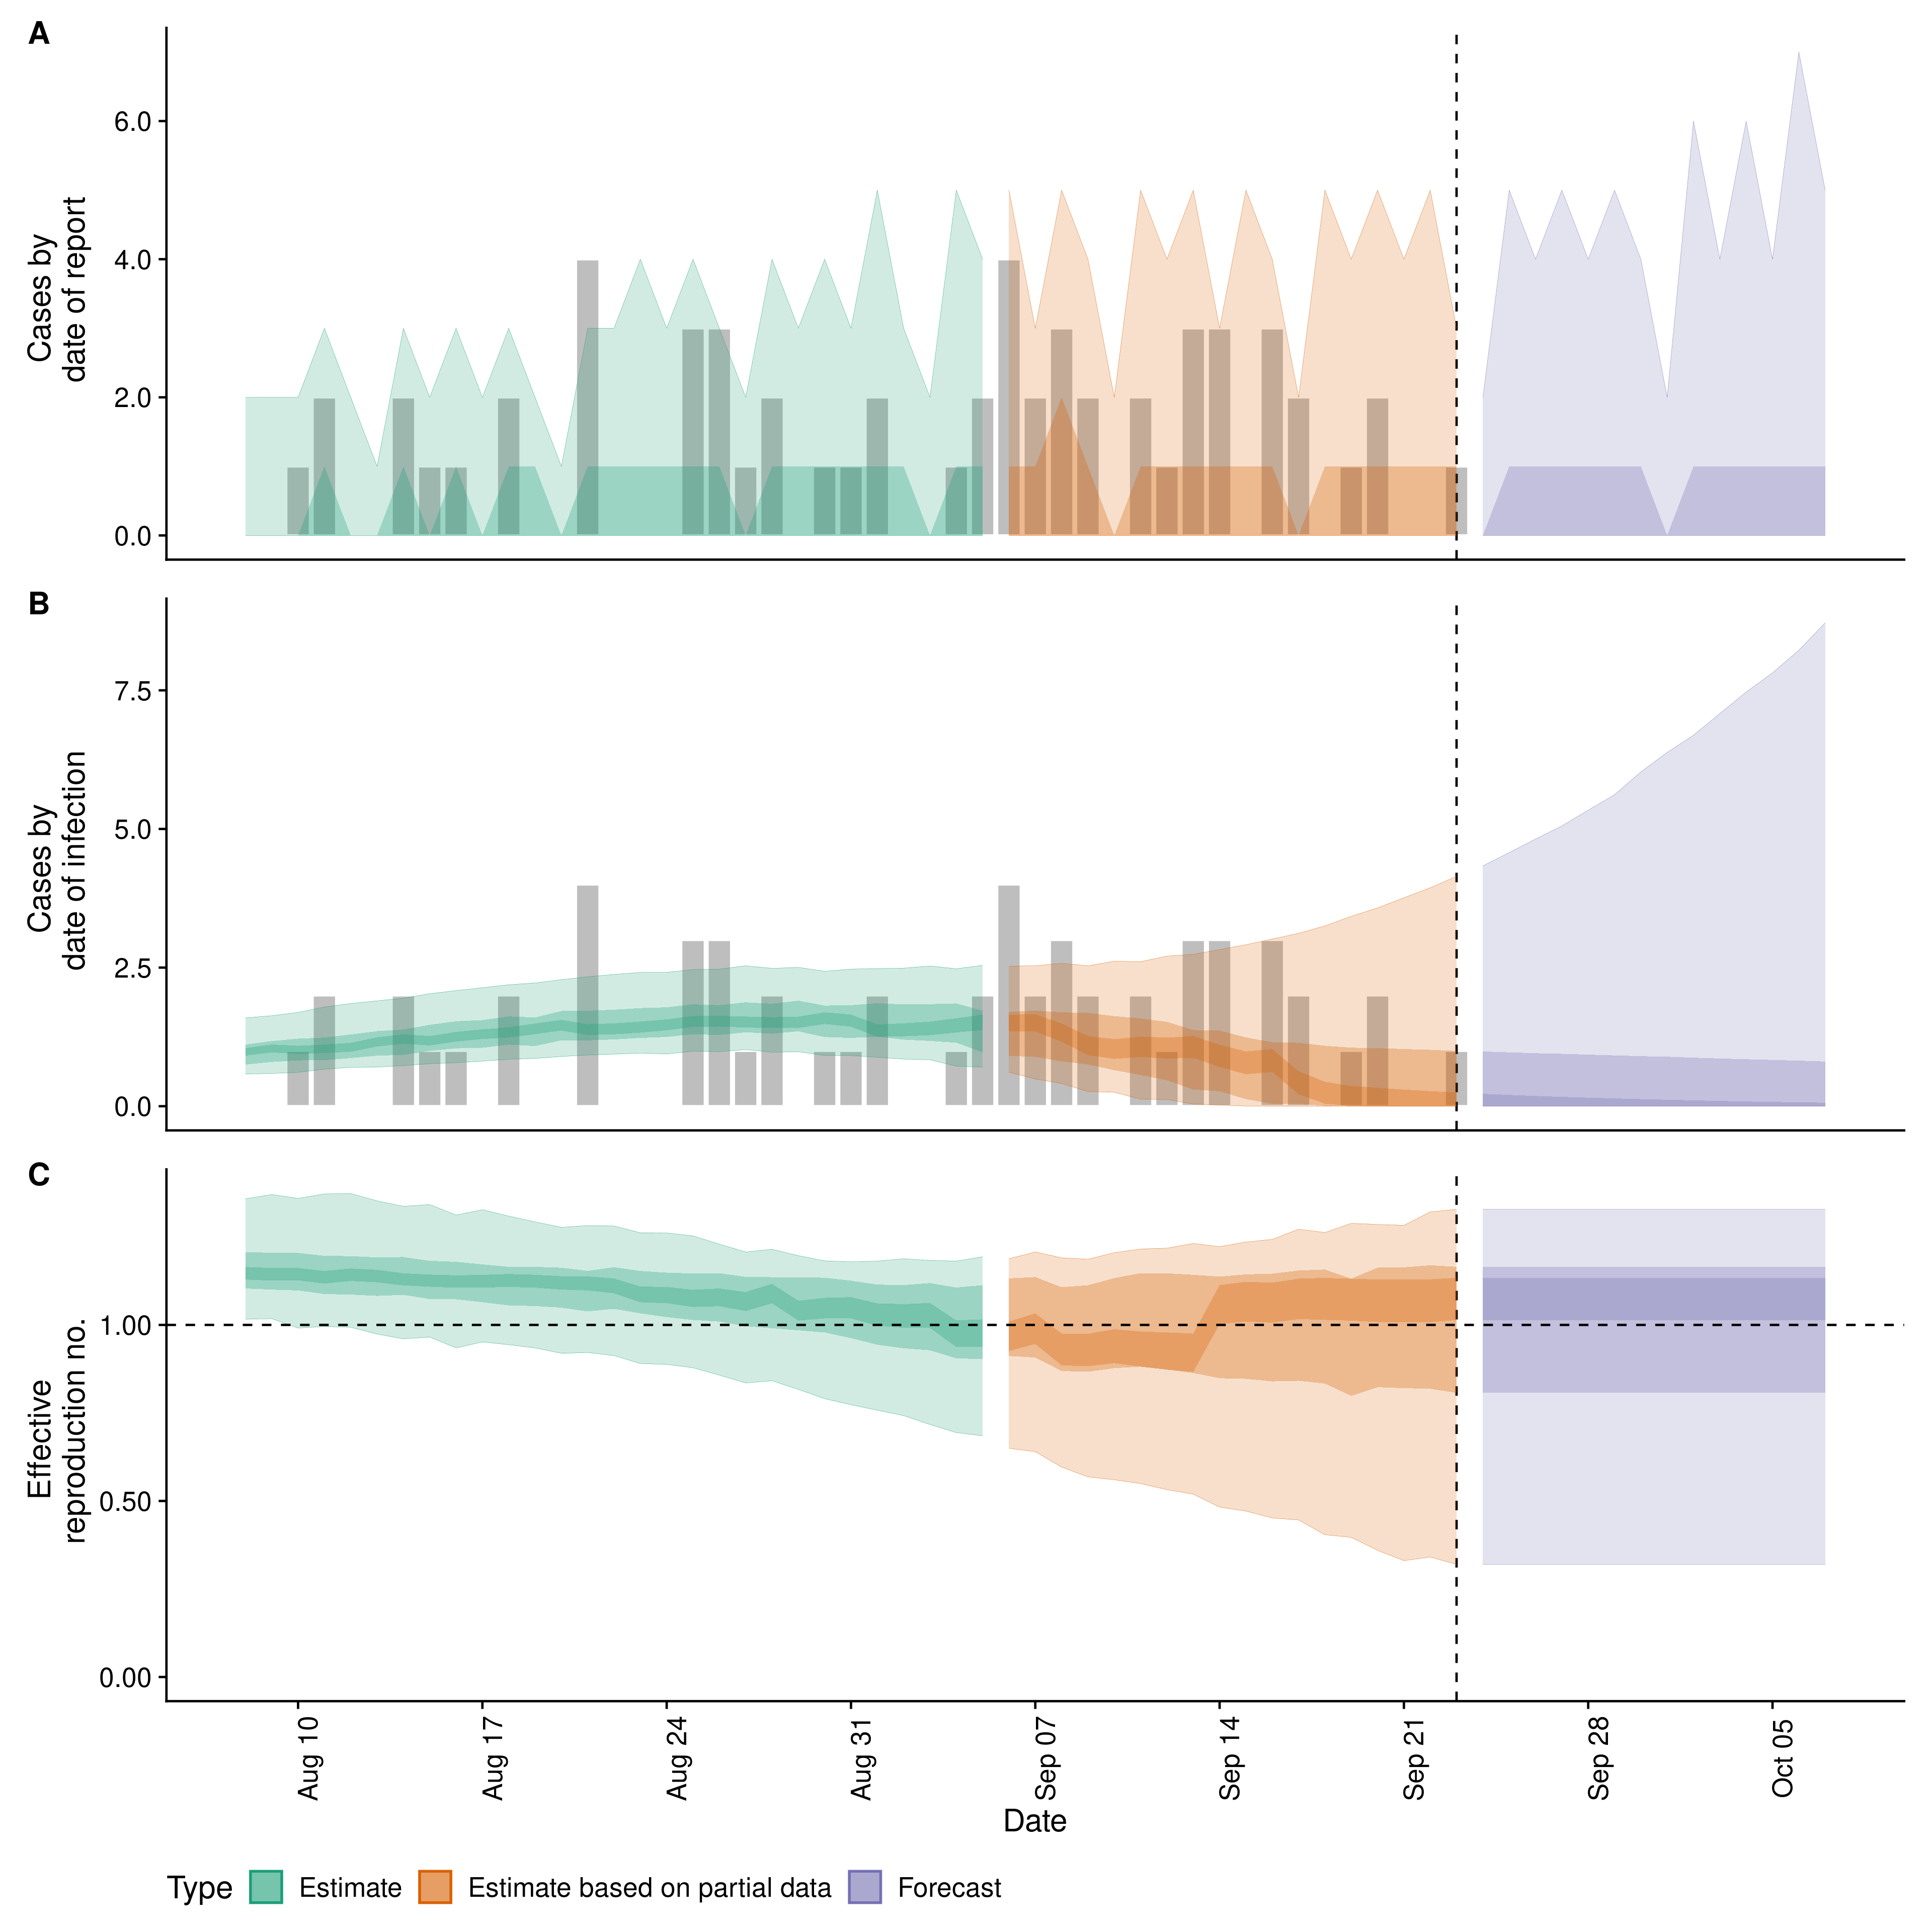 A
Cases by
date of report
6.0
4.0
2.0
0.0
B
Cases by
date of infection
7.5
5.0
2.5
0.0
C
Effective
reproduction no.
1.00
0.50
0.00
Aug 10
Aug 17
Aug 24
Aug 31
Sep 07
Sep 14
Sep 21
Sep 28
Oct 05
Date
Type Estimate Estimate based on partial data Forecast